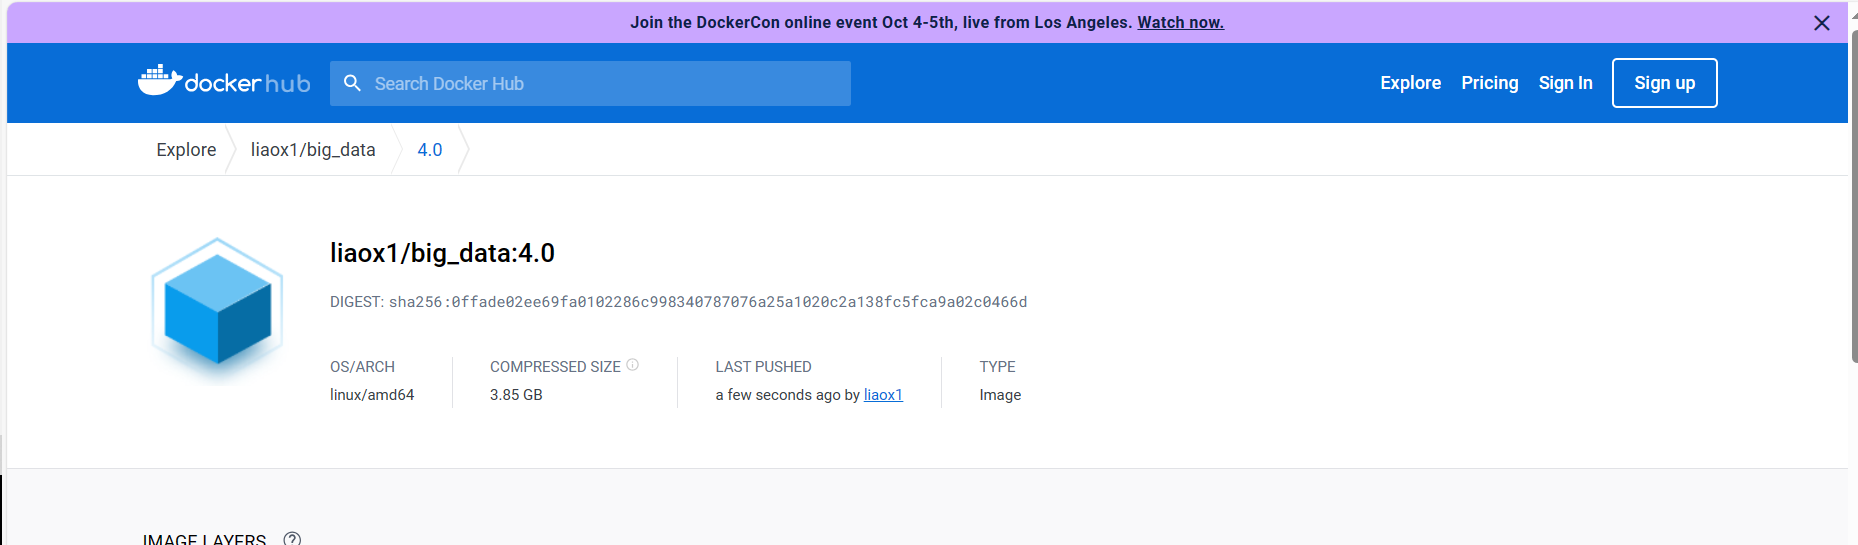 Join the DockerCon online event Oct 4-5th, live from Los Angeles. Watch now.
dockerhub Search Docker Hub Explore Pricing Sign In Sign up
Explore liaox1/big_data 4.0
liaox1/big_data:4.0
DIGEST: sha256:0ffade02ee69fa0102286c998340787076a25a1020c2a138fc5fca9a02c0466d
OS/ARCH COMPRESSED SIZE LAST PUSHED TYPE
linux/amd64 3.85 GB a few seconds ago by liaox1 Image
IMAGE LAYERS